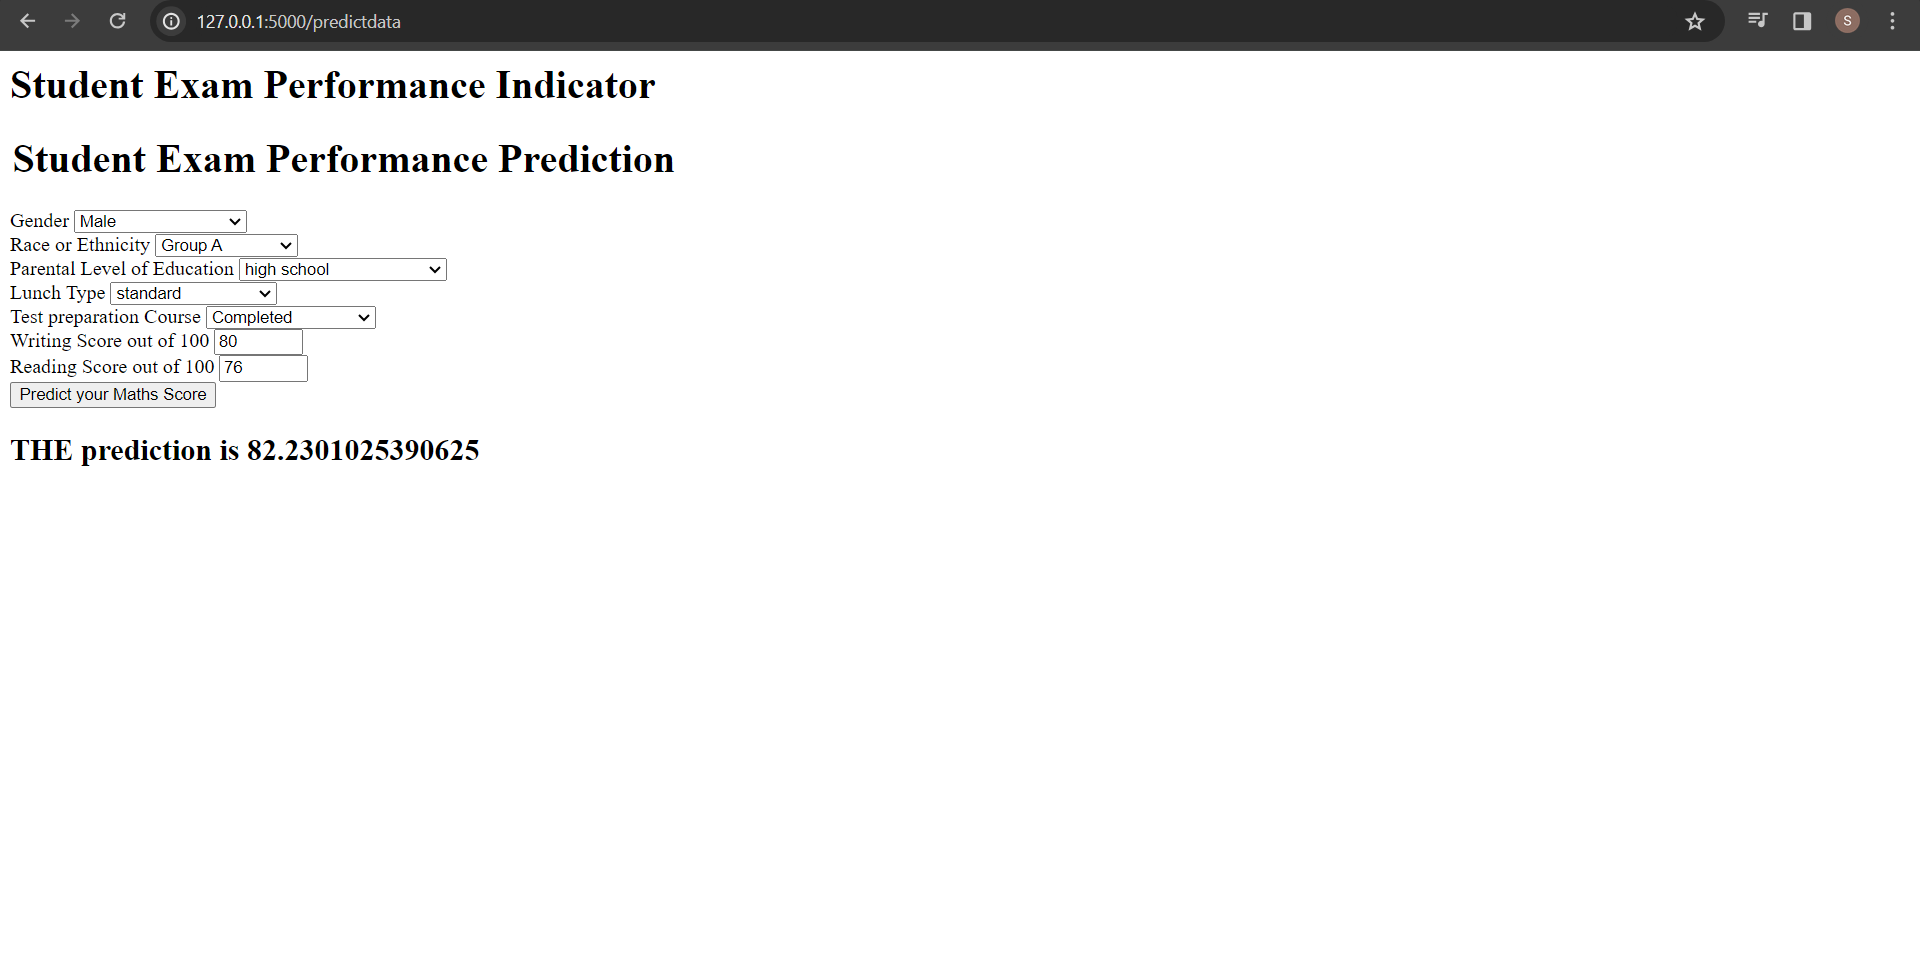 127.0.0.1:5000/predictdata
S
Student Exam Performance Indicator
Student Exam Performance Prediction
Gender Male
Race or Ethnicity Group A
Parental Level of Education high school
Lunch Type standard
Test preparation Course Completed
Writing Score out of 100 80
Reading Score out of 100 76
Predict your Maths Score
THE prediction is 82.2301025390625